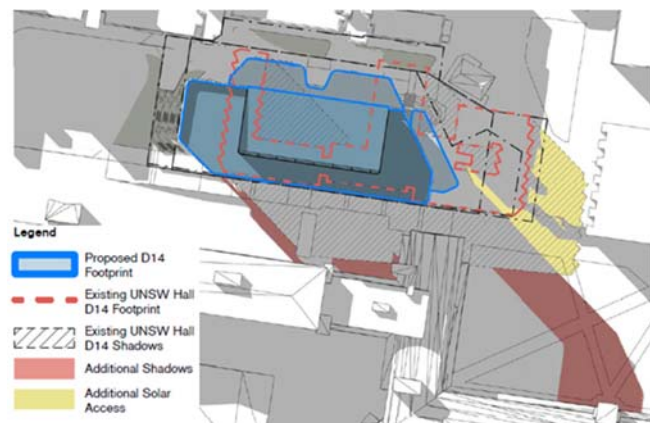 Legend
Proposed D14
Footprint
Existing UNSW Hall
D14 Footprint
Existing UNSW Hall
D14 Shadows
Additional Shadows
Additional Solar
Access